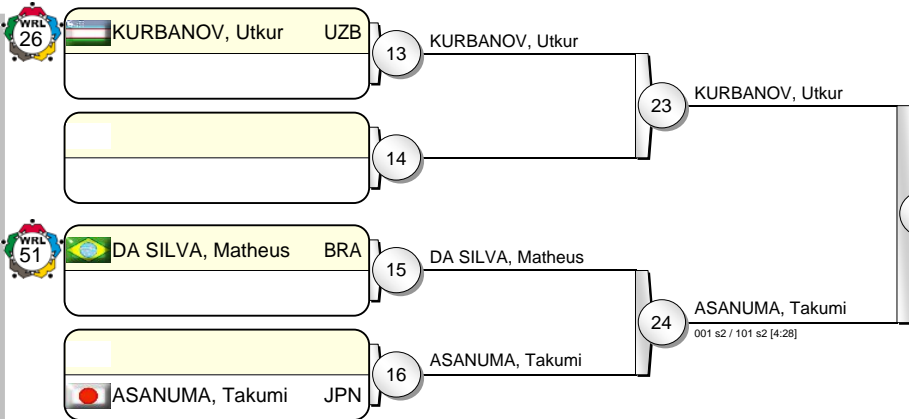 WRL
26
KURBANOV, Utkur UZB
13
KURBANOV, Utkur
23
KURBANOV, Utkur
14
WRL
51
DA SILVA, Matheus BRA
15
DA SILVA, Matheus
24
ASANUMA, Takumi
001 s2 / 101 s2 [4:28]
16
ASANUMA, Takumi
ASANUMA, Takumi JPN